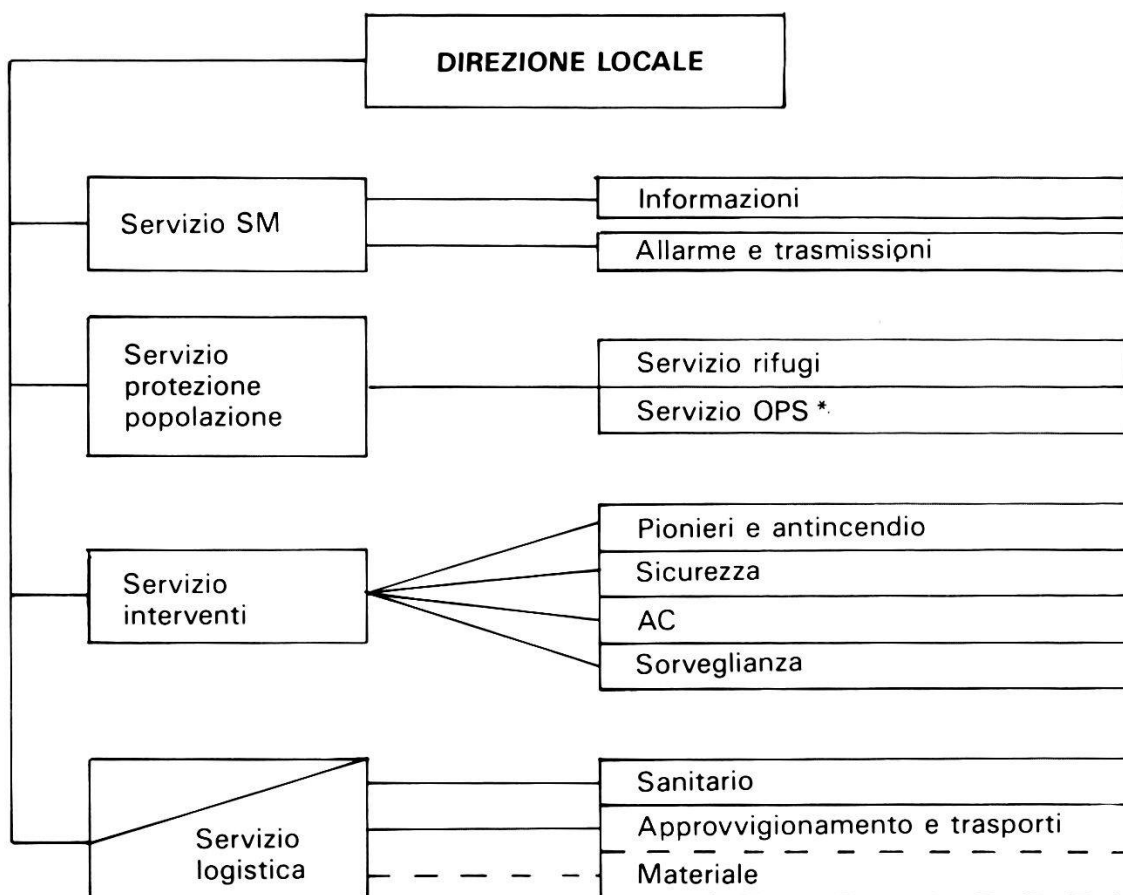 DIREZIONE LOCALE
Servizio SM
Informazioni
Allarme e trasmissioni
Servizio
protezione
popolazione
Servizio rifugi
Servizio OPS *
Servizio
interventi
Pionieri e antincendio
Sicurezza
AC
Sorveglianza
Servizio
logistica
Sanitario
Approvvigionamento e trasporti
Materiale